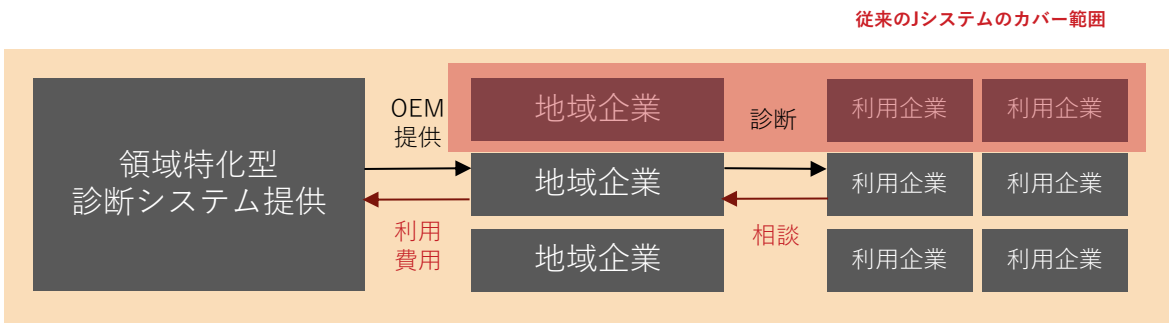 従来のJシステムのカバー範囲
領域特化型
診断システム提供
OEM
提供
利用
費用
地域企業
診断
利用企業
利用企業
地域企業
利用企業
利用企業
相談
地域企業
利用企業
利用企業